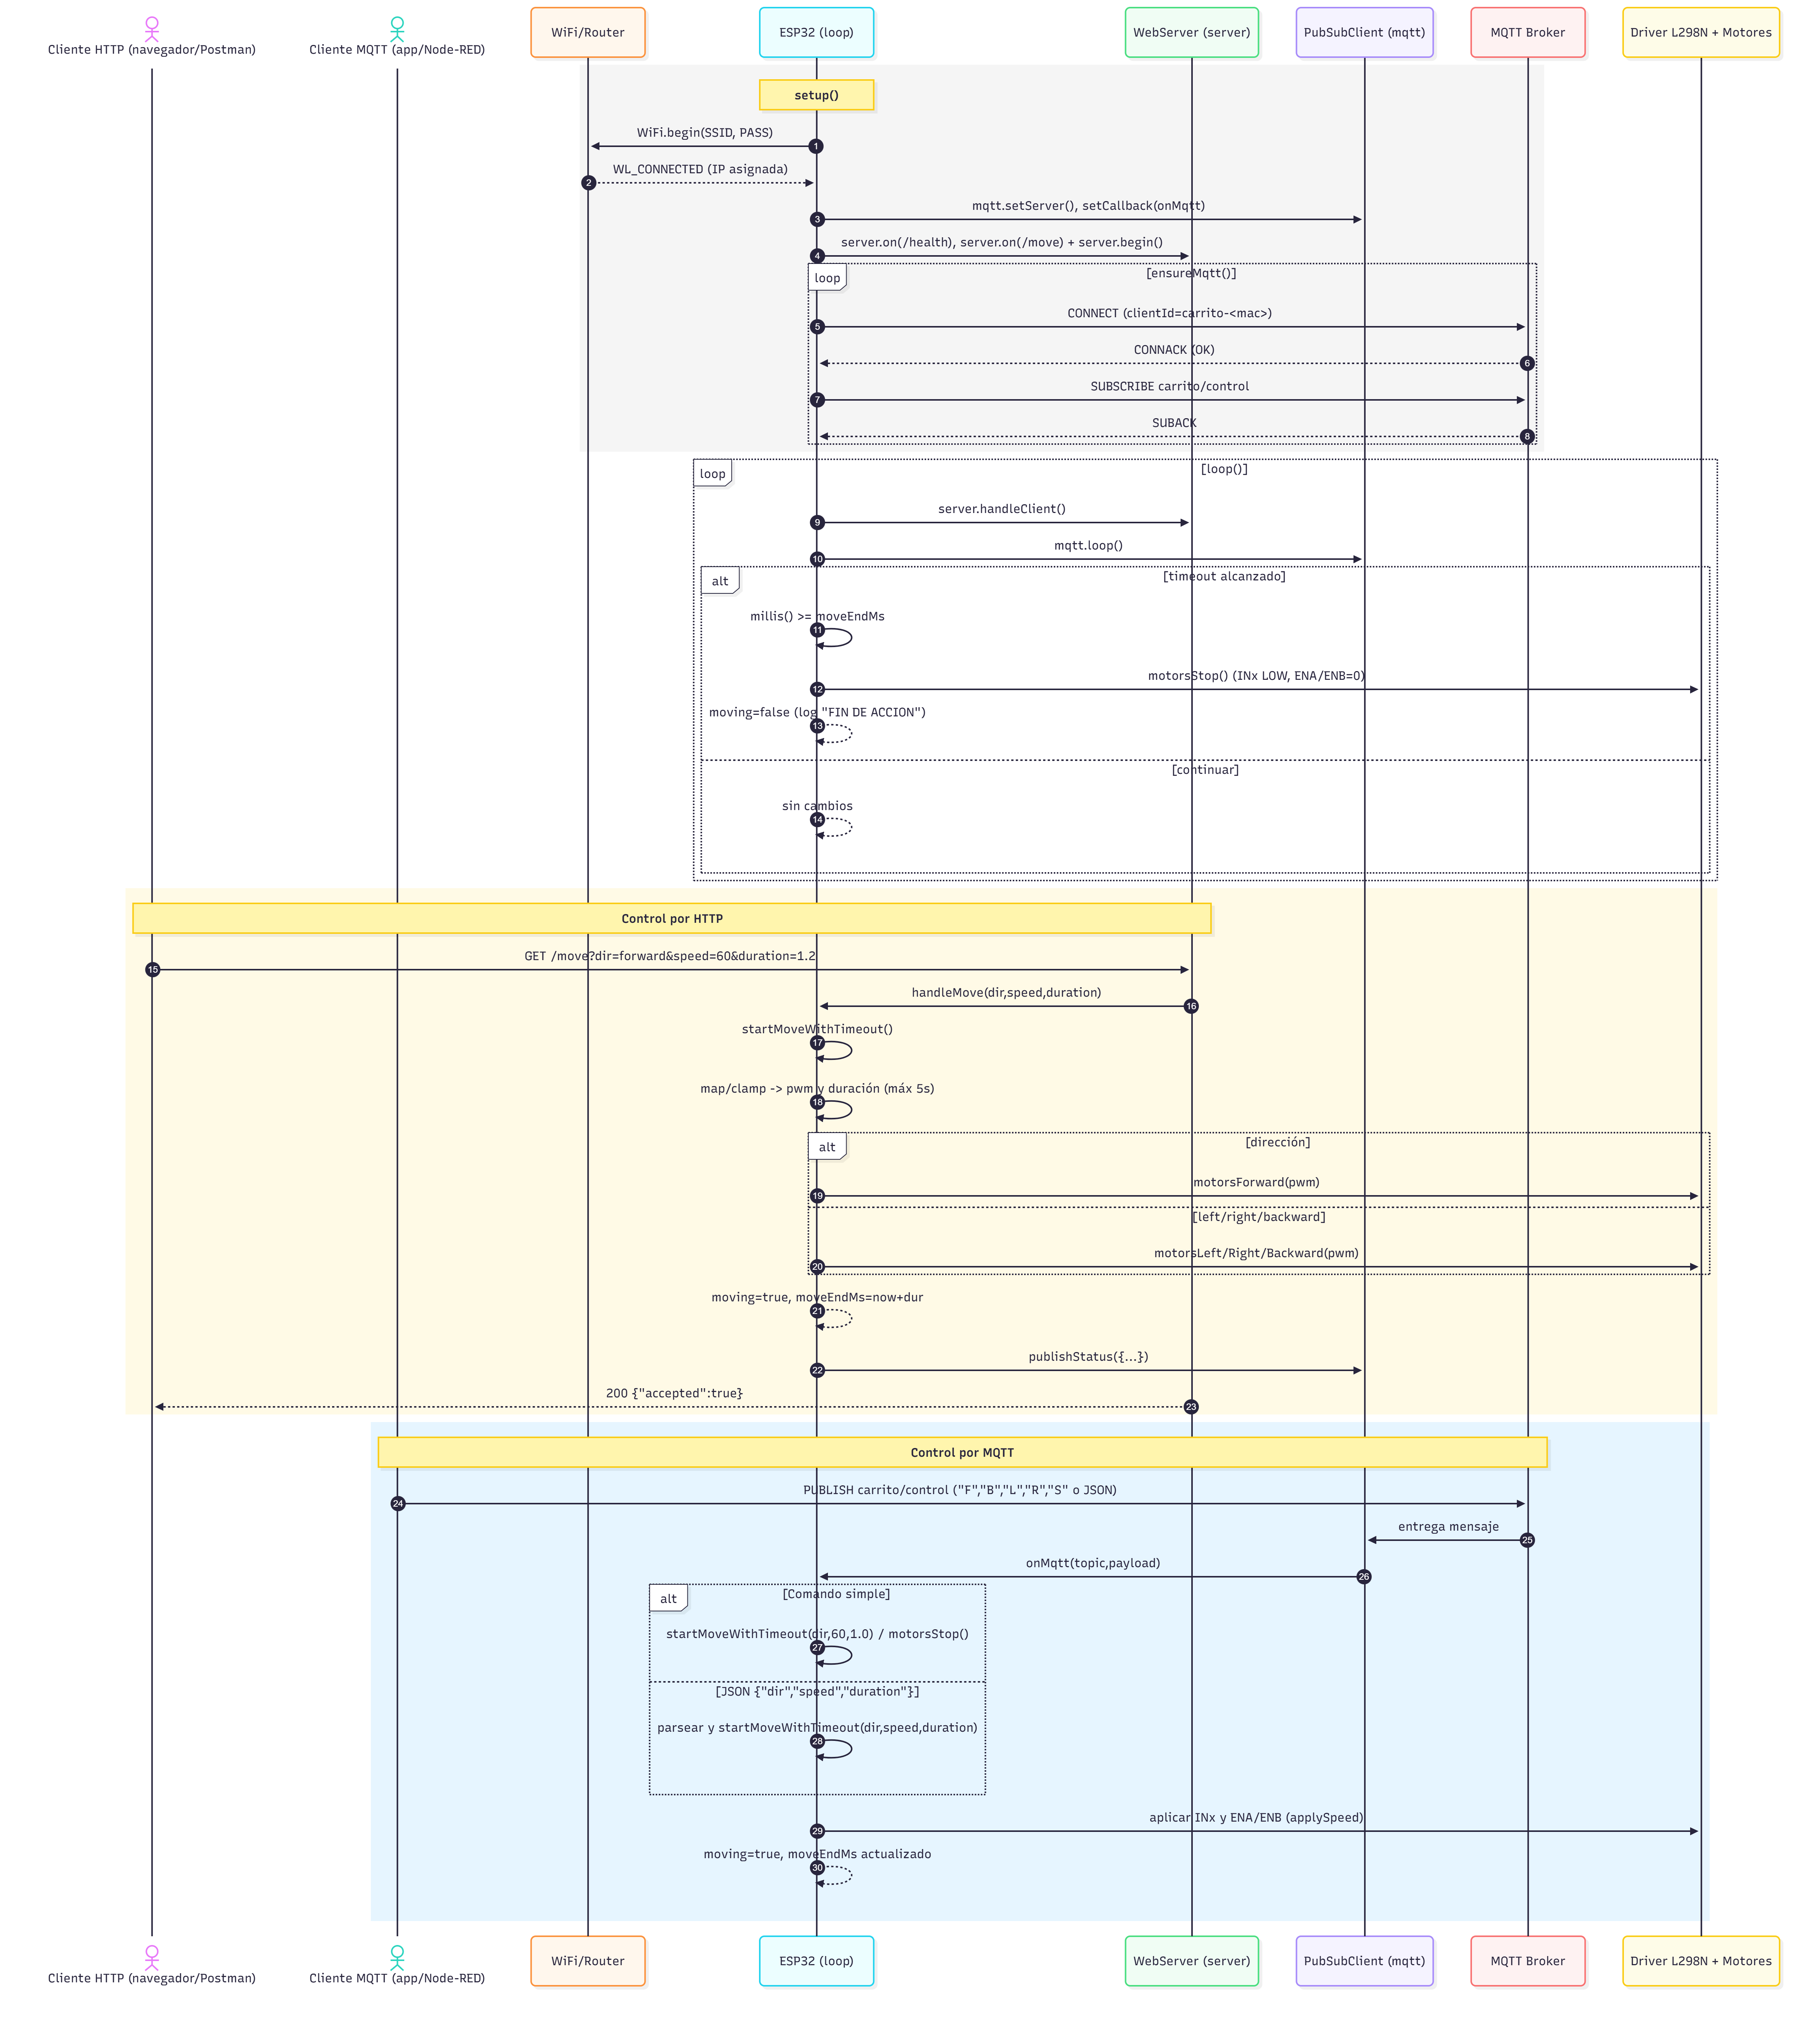 Cliente HTTP (navegador/Postman)
Cliente MQTT (app/Node-RED)
WiFi/Router
ESP32 (loop)
WebServer (server)
PubSubClient (mqtt)
MQTT Broker
Driver L298N + Motores
setup()
WiFi.begin(SSID, PASS)
1
WL_CONNECTED (IP asignada)
2
mqtt.setServer(), setCallback(onMqtt)
3
server.on(/health), server.on(/move) + server.begin()
4
loop
[ensureMqtt()]
CONNECT (clientId=carrito-<mac>)
5
CONNACK (OK)
6
SUBSCRIBE carrito/control
7
SUBACK
8
loop
[loop()]
server.handleClient()
9
mqtt.loop()
10
alt
[timeout alcanzado]
millis() >= moveEndMs
11
motorsStop() (INx LOW, ENA/ENB=0)
12
moving=false (log "FIN DE ACCION")
13
[continuar]
sin cambios
14
Control por HTTP
GET /move?dir=forward&speed=60&duration=1.2
15
handleMove(dir,speed,duration)
16
startMoveWithTimeout()
17
map/clamp -> pwm y duración (máx 5s)
18
alt
[dirección]
motorsForward(pwm)
19
[left/right/backward]
motorsLeft/Right/Backward(pwm)
20
moving=true, moveEndMs=now+dur
21
publishStatus({...})
22
200 {"accepted":true}
23
Control por MQTT
PUBLISH carrito/control ("F","B","L","R","S" o JSON)
24
entrega mensaje
25
onMqtt(topic,payload)
26
alt
[Comando simple]
startMoveWithTimeout(dir,60,1.0) / motorsStop()
27
[JSON {"dir","speed","duration"}]
parsear y startMoveWithTimeout(dir,speed,duration)
28
aplicar INx y ENA/ENB (applySpeed)
29
moving=true, moveEndMs actualizado
30
Cliente HTTP (navegador/Postman)
Cliente MQTT (app/Node-RED)
WiFi/Router
ESP32 (loop)
WebServer (server)
PubSubClient (mqtt)
MQTT Broker
Driver L298N + Motores